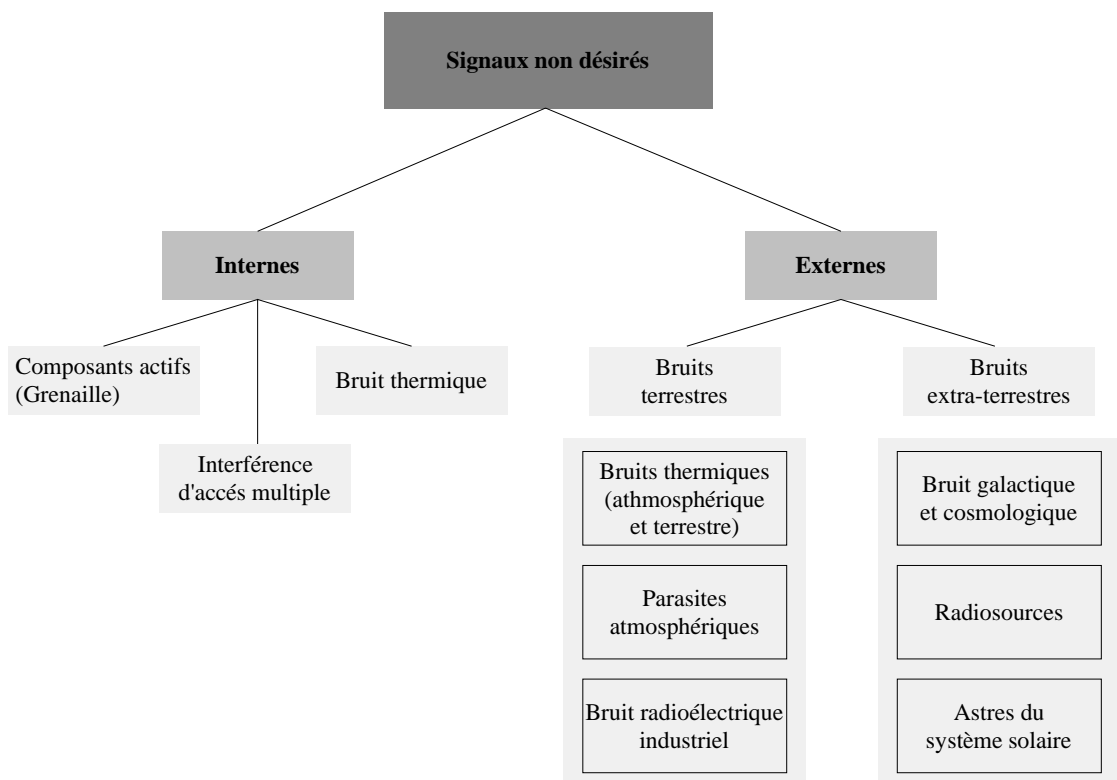 Signaux non désirés
Internes
Externes
Composants actifs
(Grenaille)
Bruit thermique
Interférence
d'accés multiple
Bruits
terrestres
Bruits
extra-terrestres
Bruits thermiques
(athmosphérique
et terrestre)
Parasites
atmosphériques
Bruit radioélectrique
industriel
Bruit galactique
et cosmologique
Radiosources
Astres du
système solaire